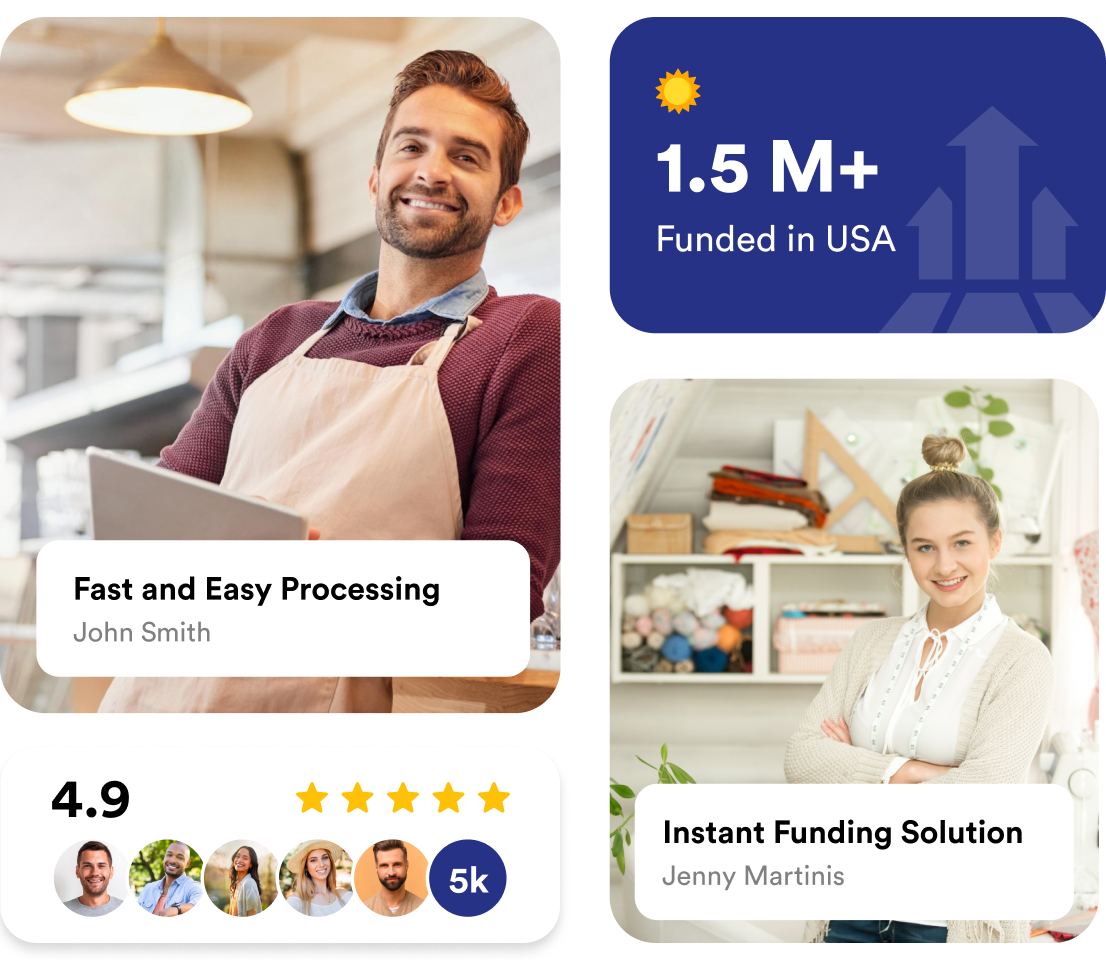 Fast and Easy Processing
John Smith
4.9
5k
1.5 M+
Funded in USA
Instant Funding Solution
Jenny Martinis